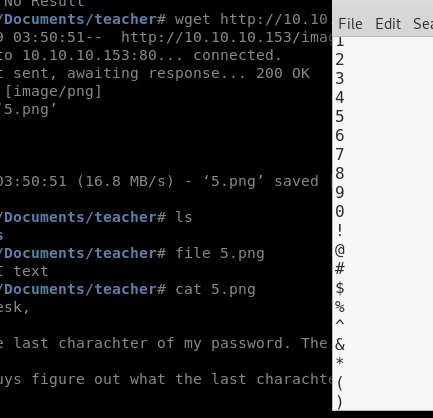 No Result
/Documents/teacher# wget http://10.10.
9 03:50:51-- http://10.10.10.153/imag
to 10.10.10.153:80... connected.
t sent, awaiting response... 200 OK
[image/png]
‘5.png’
03:50:51 (16.8 MB/s) - ‘5.png’ saved
/Documents/teacher# ls
s
/Documents/teacher# file 5.png
I text
/Documents/teacher# cat 5.png
esk,
e last charachter of my password. The
uys figure out what the last charachte
File Edit Sea
1
2
3
4
5
6
7
8
9
0
!
@
#
$
%
^
&
*
(
)